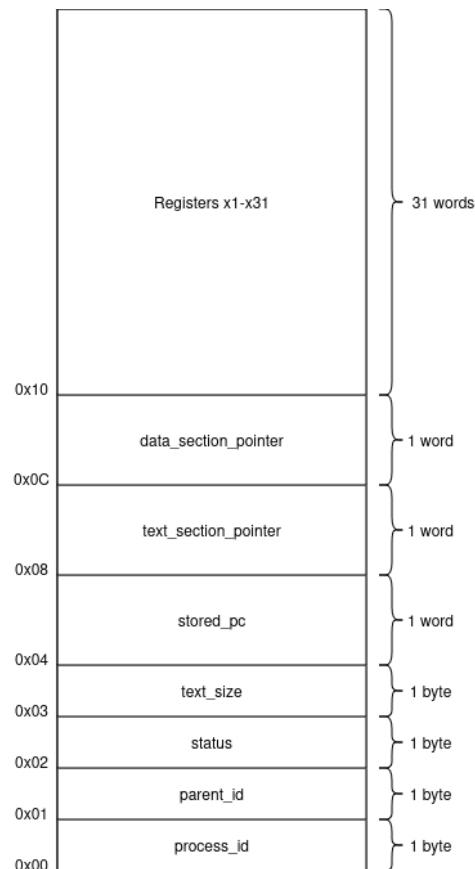 Registers x1-x31
31 words
0x10
data_section_pointer
1 word
0x0C
text_section_pointer
1 word
0x08
stored_pc
1 word
0x04
text_size
1 byte
0x03
status
1 byte
0x02
parent_id
1 byte
0x01
process_id
1 byte
0x00